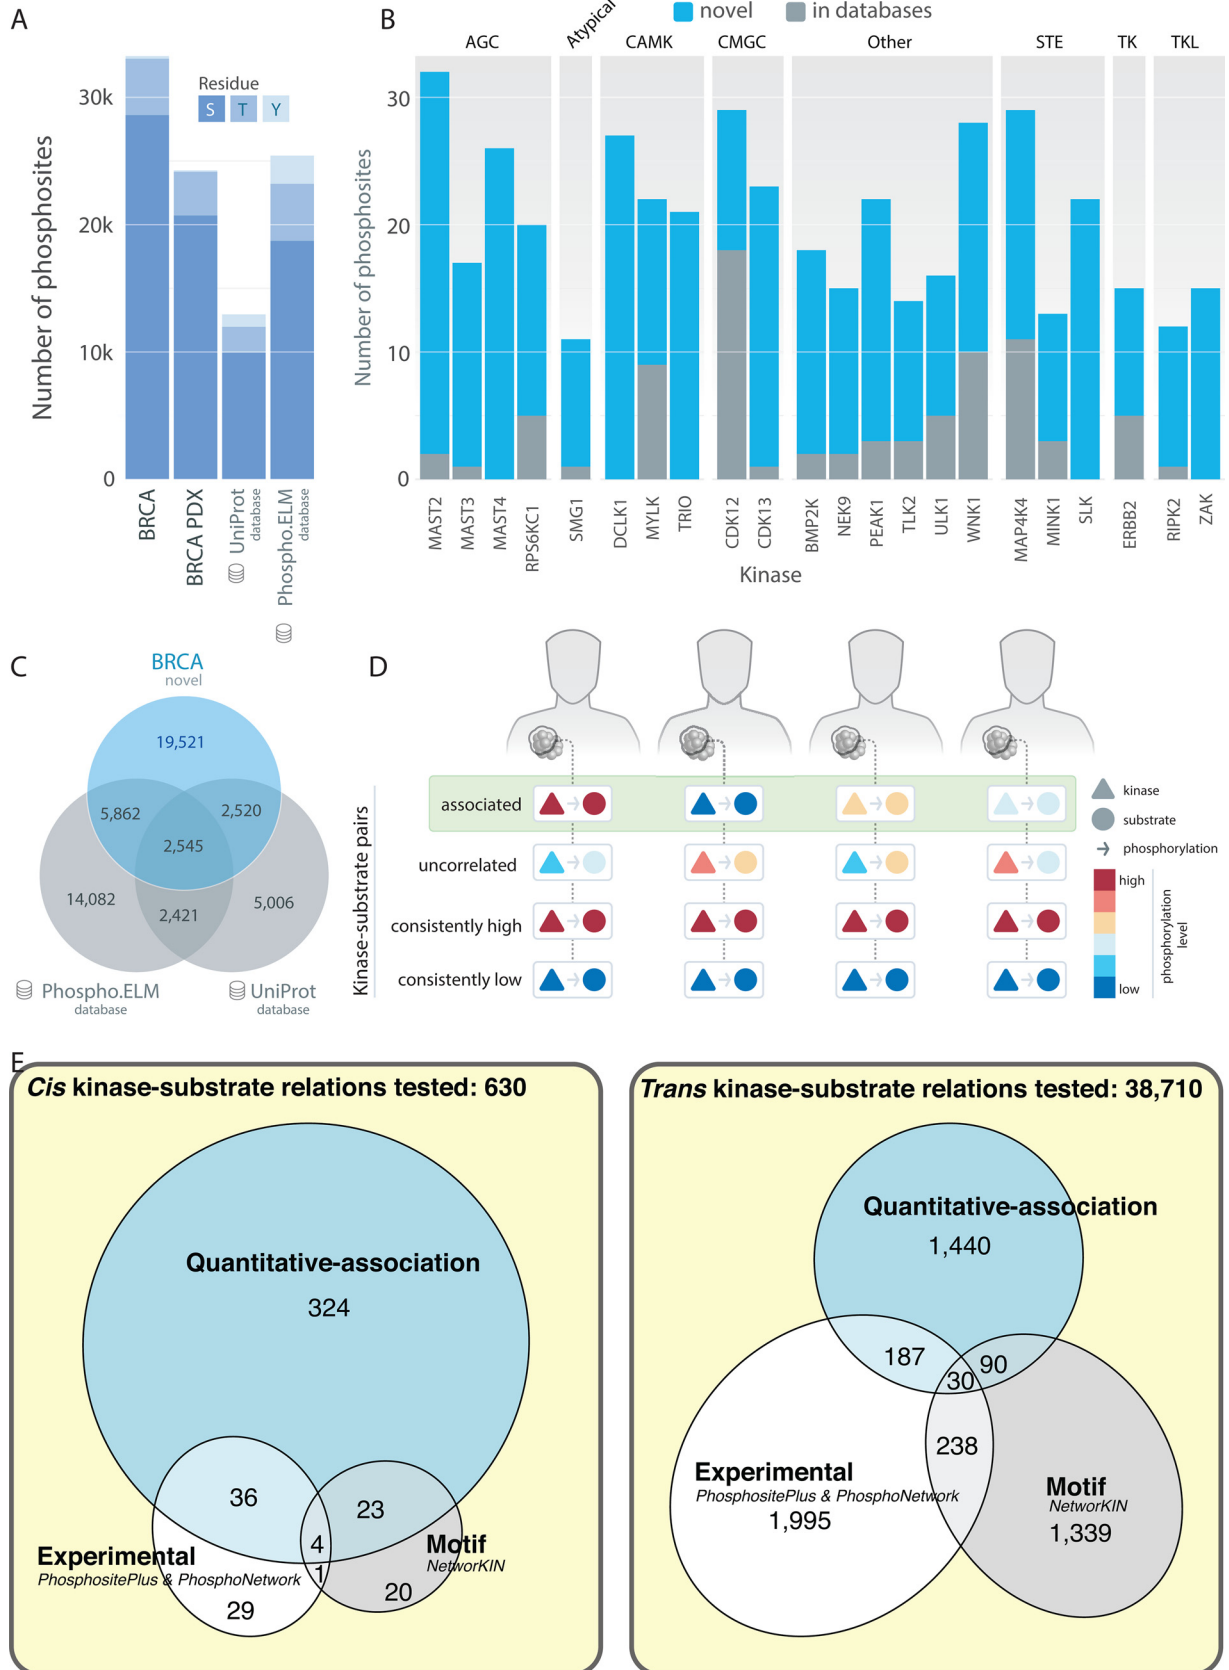 A
Number of phosphosites
30k
20k
10k
0
Residue
S T Y
BRCA
BRCA PDX
UniProt
database
Phospho.ELM
database
B
novel
in databases
AGC
Atypical
CAMK
CMGC
Other
STE
TK
TKL
Number of phosphosites
30
20
10
0
MAST2
MAST3
MAST4
RPS6KC1
SMG1
DCLK1
MYLK
TRIO
CDK12
CDK13
BMP2K
NEK9
PEAK1
TLK2
ULK1
WNK1
MAP4K4
MINK1
SLK
ERBB2
RIPK2
ZAK
Kinase
C
BRCA
novel
19,521
5,862
2,520
2,545
14,082
2,421
5,006
Phospho.ELM
database
UniProt
database
D
Kinase-substrate pairs
associated
uncorrelated
consistently high
consistently low
kinase
substrate
phosphorylation
high
low
phosphorylation
level
E
Cis kinase-substrate relations tested: 630
Quantitative-association
324
36
23
4
1
Experimental
PhosphositePlus & PhosphoNetwork
29
Motif
NetworKIN
20
Trans kinase-substrate relations tested: 38,710
Quantitative-association
1,440
187
90
30
238
Experimental
PhosphositePlus & PhosphoNetwork
1,995
Motif
NetworKIN
1,339